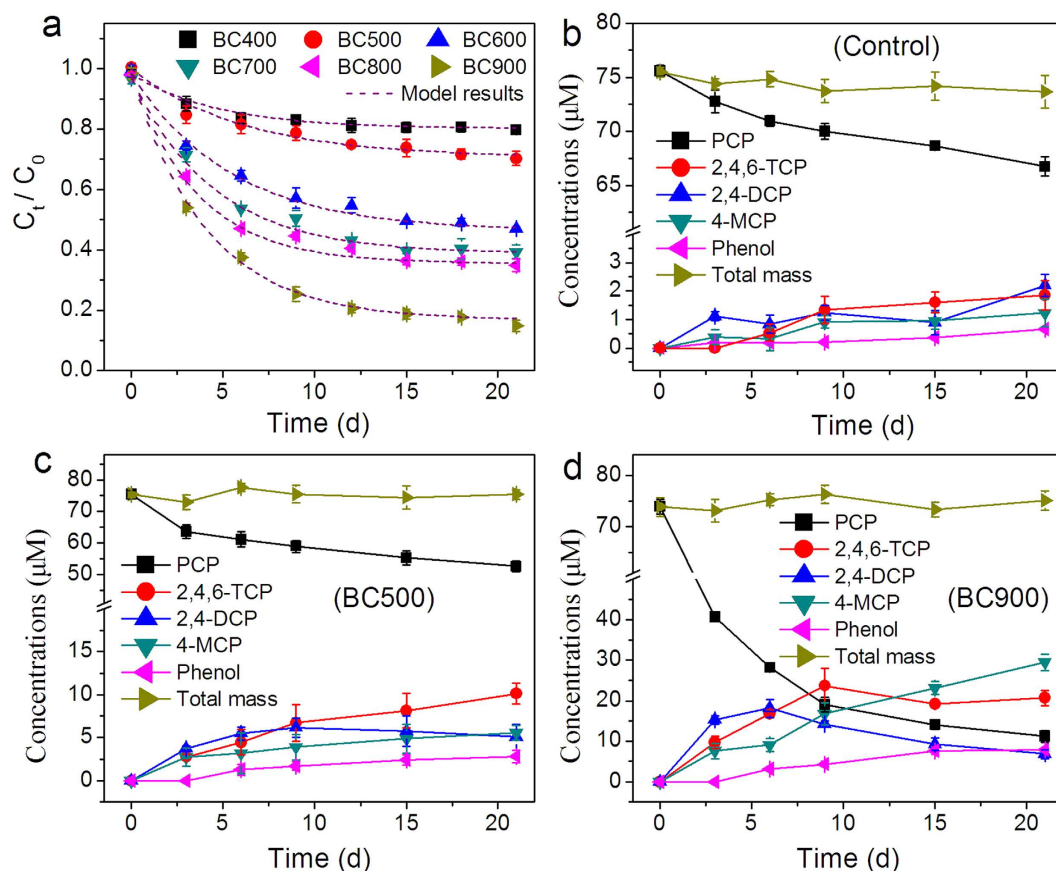 a
BC400 BC500 BC600
BC700 BC800 BC900
Model results
1.0
0.8
0.6
0.4
0.2
0.0
C_t / C_0
0 5 10 15 20
Time (d)
b
(Control)
80
75
70
65
3
2
1
0
Concentrations (μM)
PCP
2,4,6-TCP
2,4-DCP
4-MCP
Phenol
Total mass
0 5 10 15 20
Time (d)
c
80
70
60
50
15
10
5
0
Concentrations (μM)
PCP
2,4,6-TCP
2,4-DCP
4-MCP
Phenol
Total mass
(BC500)
0 5 10 15 20
Time (d)
d
80
70
40
30
20
10
0
Concentrations (μM)
PCP
2,4,6-TCP
2,4-DCP
4-MCP
Phenol
Total mass
(BC900)
0 5 10 15 20
Time (d)